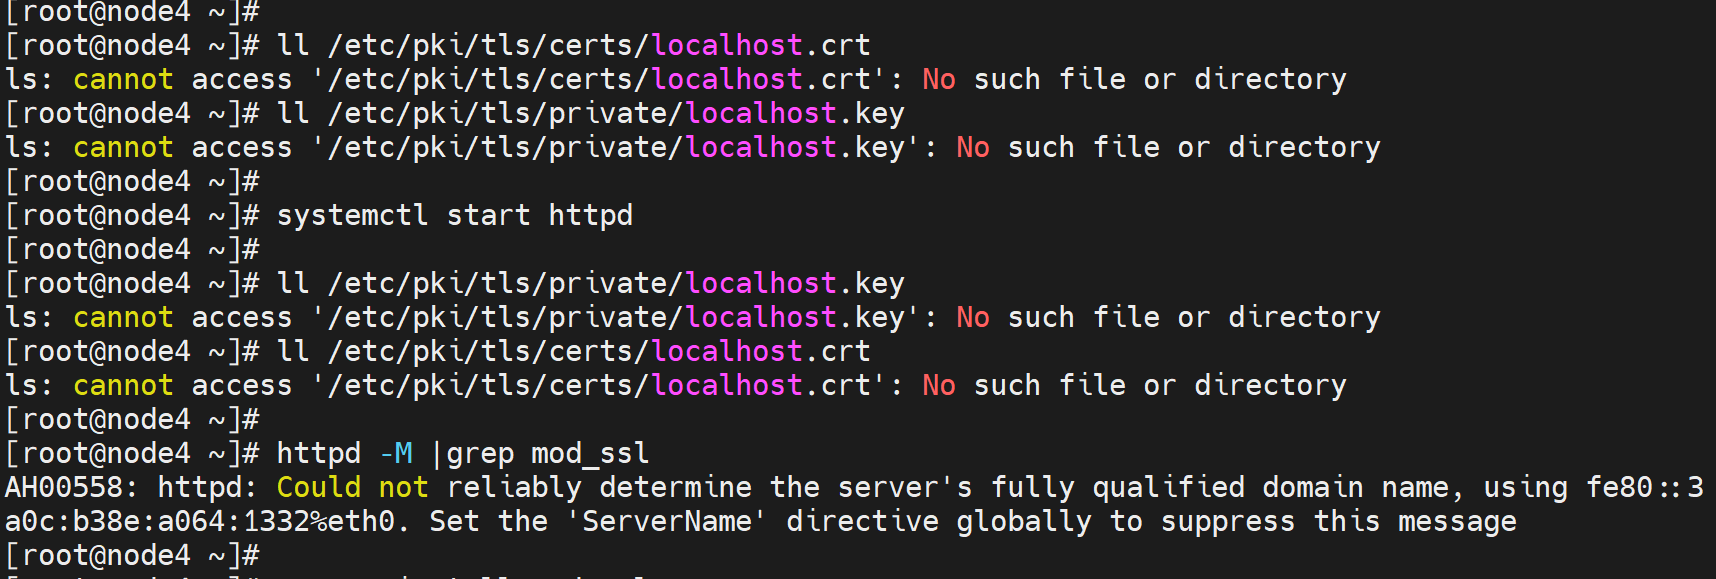 [root@node4 ~]#
[root@node4 ~]# ll /etc/pki/tls/certs/localhost.crt
ls: cannot access '/etc/pki/tls/certs/localhost.crt': No such file or directory
[root@node4 ~]# ll /etc/pki/tls/private/localhost.key
ls: cannot access '/etc/pki/tls/private/localhost.key': No such file or directory
[root@node4 ~]#
[root@node4 ~]# systemctl start httpd
[root@node4 ~]#
[root@node4 ~]# ll /etc/pki/tls/private/localhost.key
ls: cannot access '/etc/pki/tls/private/localhost.key': No such file or directory
[root@node4 ~]# ll /etc/pki/tls/certs/localhost.crt
ls: cannot access '/etc/pki/tls/certs/localhost.crt': No such file or directory
[root@node4 ~]#
[root@node4 ~]# httpd -M |grep mod_ssl
AH00558: httpd: Could not reliably determine the server's fully qualified domain name, using fe80::3
a0c:b38e:a064:1332%eth0. Set the 'ServerName' directive globally to suppress this message
[root@node4 ~]#